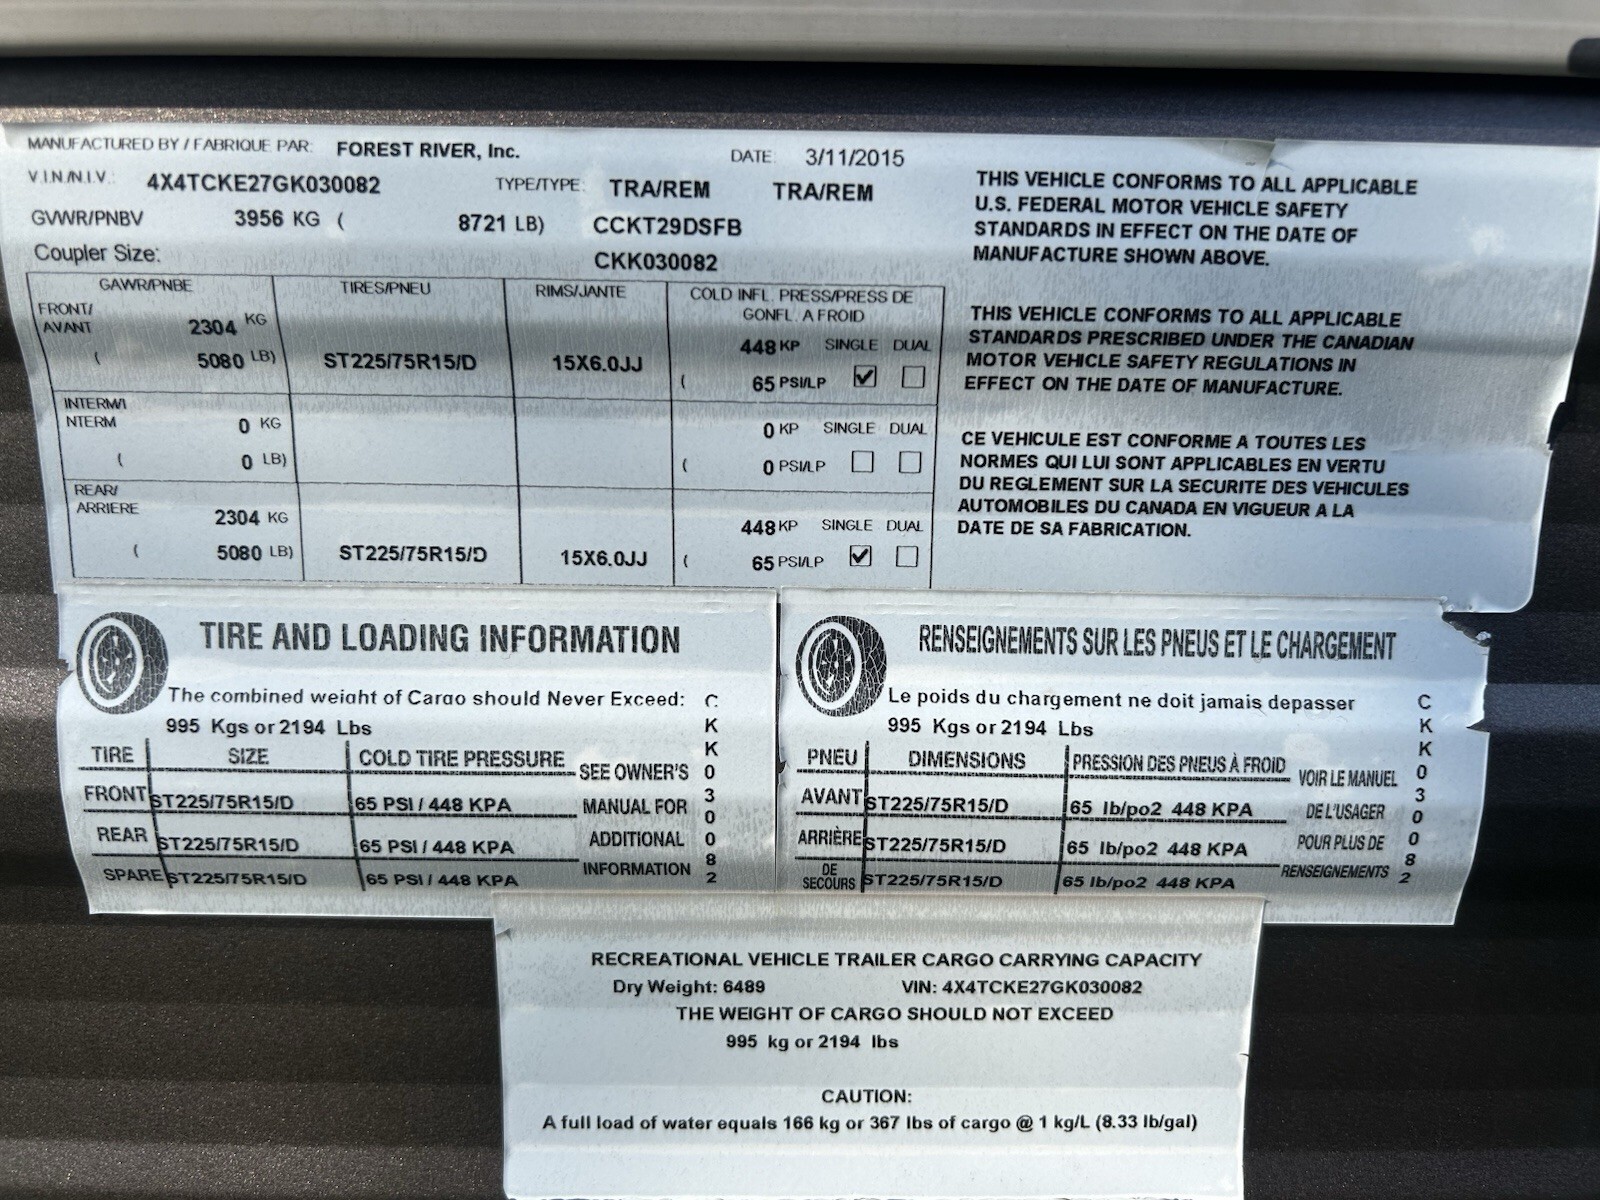 MANUFACTURED BY / FABRIQUE PAR: FOREST RIVER, Inc. DATE: 3/11/2015
V.I.N./N.I.V.: 4X4TCKE27GK030082 TYPE/TYPE: TRA/REM TRA/REM
GVWR/PNBV 3956 KG ( 8721 LB) CCKT29DSFB
Coupler Size: CKK030082
GAWR/PNBE TIRES/PNEU RIMS/JANTE COLD INFL. PRESS/PRESS DE
GONFL. A FROID
FRONT/
AVANT 2304 KG 448 KP SINGLE DUAL
( 5080 LB) ST225/75R15/D 15X6.0JJ ( 65 PSI/LP ☑ ☐
INTERM/I
NTERM 0 KG 0 KP SINGLE DUAL
( 0 LB) ( 0 PSI/LP ☐ ☐
REAR/
ARRIERE 2304 KG 448 KP SINGLE DUAL
( 5080 LB) ST225/75R15/D 15X6.0JJ ( 65 PSI/LP ☑ ☐
THIS VEHICLE CONFORMS TO ALL APPLICABLE
U.S. FEDERAL MOTOR VEHICLE SAFETY
STANDARDS IN EFFECT ON THE DATE OF
MANUFACTURE SHOWN ABOVE.
THIS VEHICLE CONFORMS TO ALL APPLICABLE
STANDARDS PRESCRIBED UNDER THE CANADIAN
MOTOR VEHICLE SAFETY REGULATIONS IN
EFFECT ON THE DATE OF MANUFACTURE.
CE VEHICULE EST CONFORME A TOUTES LES
NORMES QUI LUI SONT APPLICABLES EN VERTU
DU REGLEMENT SUR LA SECURITE DES VEHICULES
AUTOMOBILES DU CANADA EN VIGUEUR A LA
DATE DE SA FABRICATION.
TIRE AND LOADING INFORMATION
The combined weight of Cargo should Never Exceed:
995 Kgs or 2194 Lbs
TIRE SIZE COLD TIRE PRESSURE
FRONT ST225/75R15/D 65 PSI / 448 KPA
REAR ST225/75R15/D 65 PSI / 448 KPA
SPARE ST225/75R15/D 65 PSI / 448 KPA
SEE OWNER'S
MANUAL FOR
ADDITIONAL
INFORMATION
CKK030082
RENSEIGNEMENTS SUR LES PNEUS ET LE CHARGEMENT
Le poids du chargement ne doit jamais depasser
995 Kgs or 2194 Lbs
PNEU DIMENSIONS PRESSION DES PNEUS À FROID
AVANT ST225/75R15/D 65 lb/po2 448 KPA
ARRIÈRE ST225/75R15/D 65 lb/po2 448 KPA
DE
SECOURS ST225/75R15/D 65 lb/po2 448 KPA
VOIR LE MANUEL
DE L'USAGER
POUR PLUS DE
RENSEIGNEMENTS
CKK030082
RECREATIONAL VEHICLE TRAILER CARGO CARRYING CAPACITY
Dry Weight: 6489 VIN: 4X4TCKE27GK030082
THE WEIGHT OF CARGO SHOULD NOT EXCEED
995 kg or 2194 lbs
CAUTION:
A full load of water equals 166 kg or 367 lbs of cargo @ 1 kg/L (8.33 lb/gal)